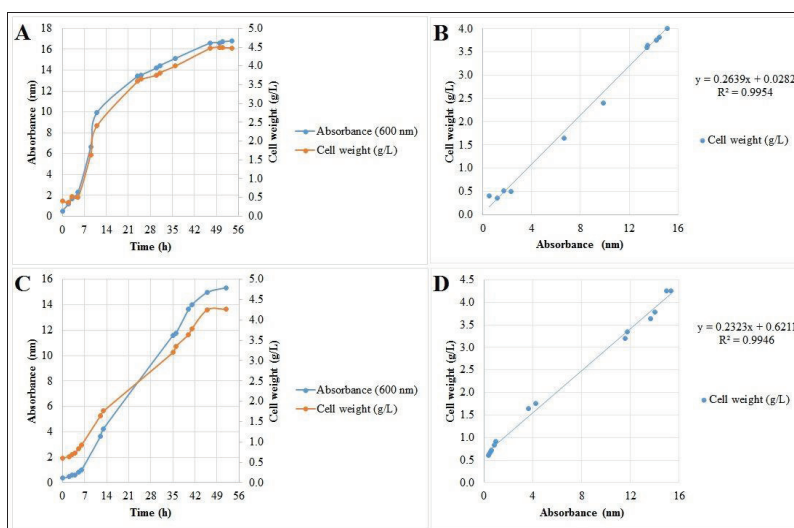 A
18
16
14
12
10
8
6
4
2
0
Absorbance (nm)
5.0
4.5
4.0
3.5
3.0
2.5
2.0
1.5
1.0
0.5
0.0
Cell weight (g/L)
0 7 14 21 28 35 42 49 56
Time (h)
Absorbance (600 nm)
Cell weight (g/L)
B
4.0
3.5
3.0
2.5
2.0
1.5
1.0
0.5
0.0
Cell weight (g/L)
0 4 8 12 16
Absorbance (nm)
y = 0.2639x + 0.0282
R² = 0.9954
Cell weight (g/L)
C
16
14
12
10
8
6
4
2
0
Absorbance (nm)
5.0
4.5
4.0
3.5
3.0
2.5
2.0
1.5
1.0
0.5
0.0
Cell weight (g/L)
0 7 14 21 28 35 42 49 56
Time (h)
Absorbance (600 nm)
Cell weight (g/L)
D
4.5
4.0
3.5
3.0
2.5
2.0
1.5
1.0
0.5
0.0
Cell weight (g/L)
0 4 8 12 16
Absorbance (nm)
y = 0.2323x + 0.6211
R² = 0.9946
Cell weight (g/L)